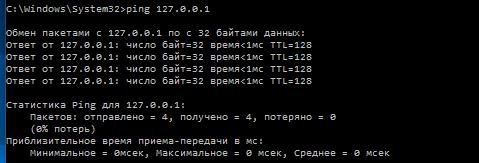 C:\Windows\System32>ping 127.0.0.1
Обмен пакетами с 127.0.0.1 по с 32 байтами данных:
Ответ от 127.0.0.1: число байт=32 время<1мс TTL=128
Ответ от 127.0.0.1: число байт=32 время<1мс TTL=128
Ответ от 127.0.0.1: число байт=32 время<1мс TTL=128
Ответ от 127.0.0.1: число байт=32 время<1мс TTL=128
Статистика Ping для 127.0.0.1:
Пакетов: отправлено = 4, получено = 4, потеряно = 0
(0% потерь)
Приблизительное время приема-передачи в мс:
Минимальное = 0мсек, Максимальное = 0 мсек, Среднее = 0 мсек